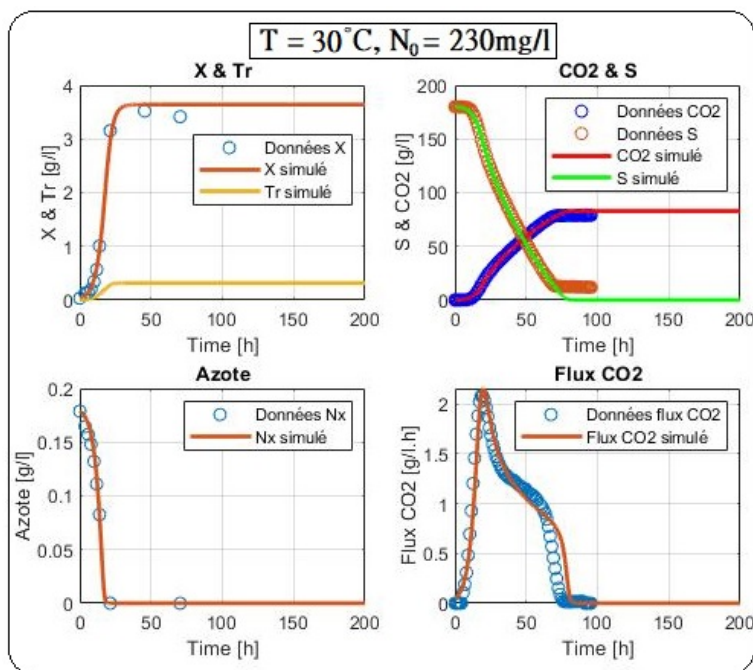 T = 30°C, N₀ = 230mg/l
X & Tr
4
3
2
1
0
X & Tr [g/l]
Données X
X simulé
Tr simulé
0 50 100 150 200
Time [h]
CO2 & S
200
150
100
50
0
S & CO2 [g/l]
Données CO2
Données S
CO2 simulé
S simulé
0 50 100 150 200
Time [h]
Azote
0.2
0.15
0.1
0.05
0
Azote [g/l]
Données Nx
Nx simulé
0 50 100 150 200
Time [h]
Flux CO2
2
1.5
1
0.5
0
Flux CO2 [g/l.h]
Données flux CO2
Flux CO2 simulé
0 50 100 150 200
Time [h]